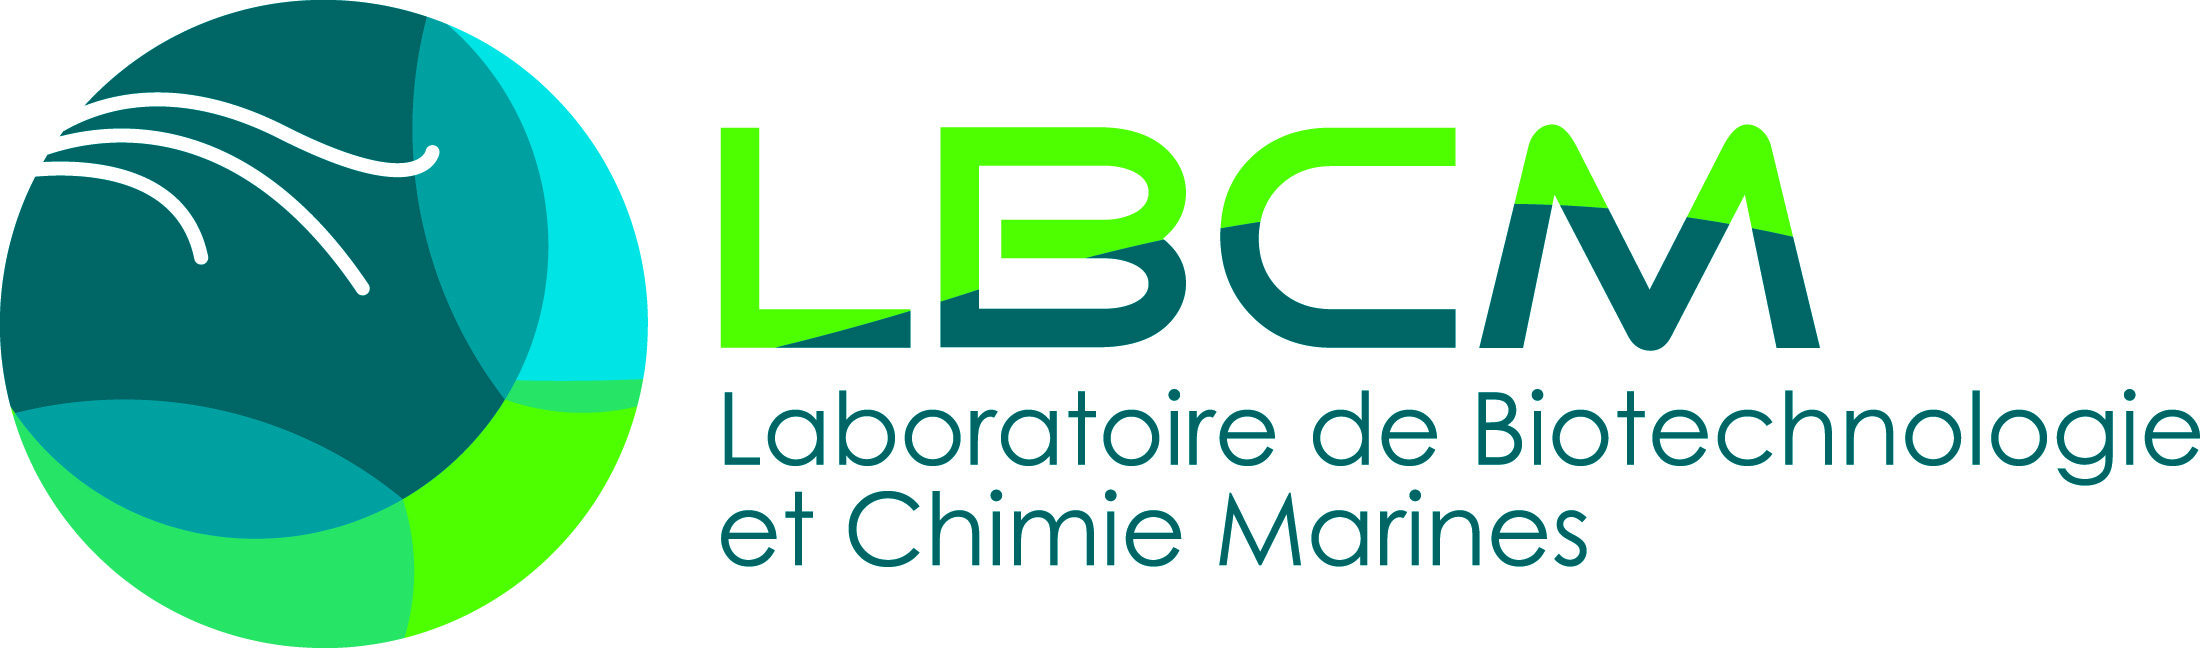 LBCM
Laboratoire de Biotechnologie
et Chimie Marines